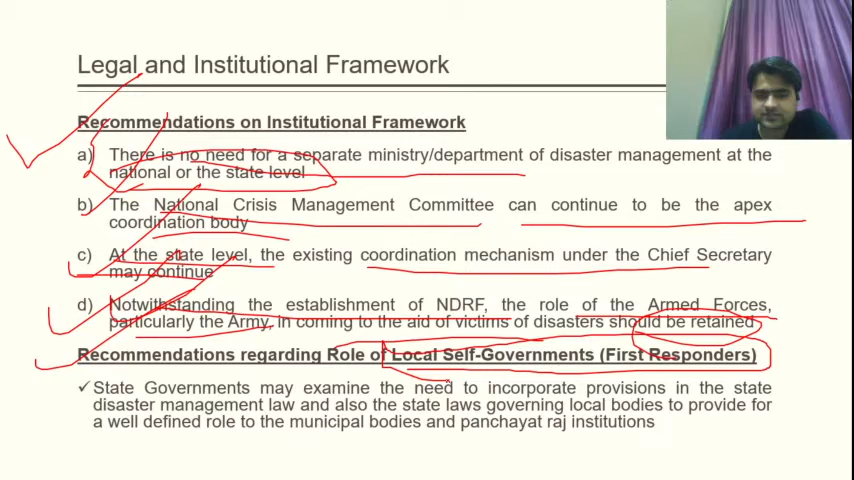 Legal and Institutional Framework
Recommendations on Institutional Framework
a) There is no need for a separate ministry/department of disaster management at the
national or the state level
b) The National Crisis Management Committee can continue to be the apex
coordination body
c) At the state level, the existing coordination mechanism under the Chief Secretary
may continue
d) Notwithstanding the establishment of NDRF, the role of the Armed Forces,
particularly the Army, in coming to the aid of victims of disasters should be retained
Recommendations regarding Role of Local Self-Governments (First Responders)
✓ State Governments may examine the need to incorporate provisions in the state
disaster management law and also the state laws governing local bodies to provide for
a well defined role to the municipal bodies and panchayat raj institutions